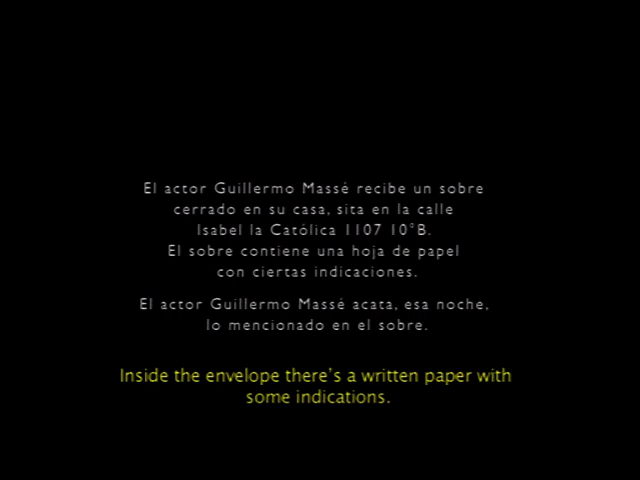 El actor Guillermo Massé recibe un sobre
cerrado en su casa, sita en la calle
Isabel la Católica 1107 10°B.
El sobre contiene una hoja de papel
con ciertas indicaciones.
El actor Guillermo Massé acata, esa noche,
lo mencionado en el sobre.
Inside the envelope there's a written paper with
some indications.